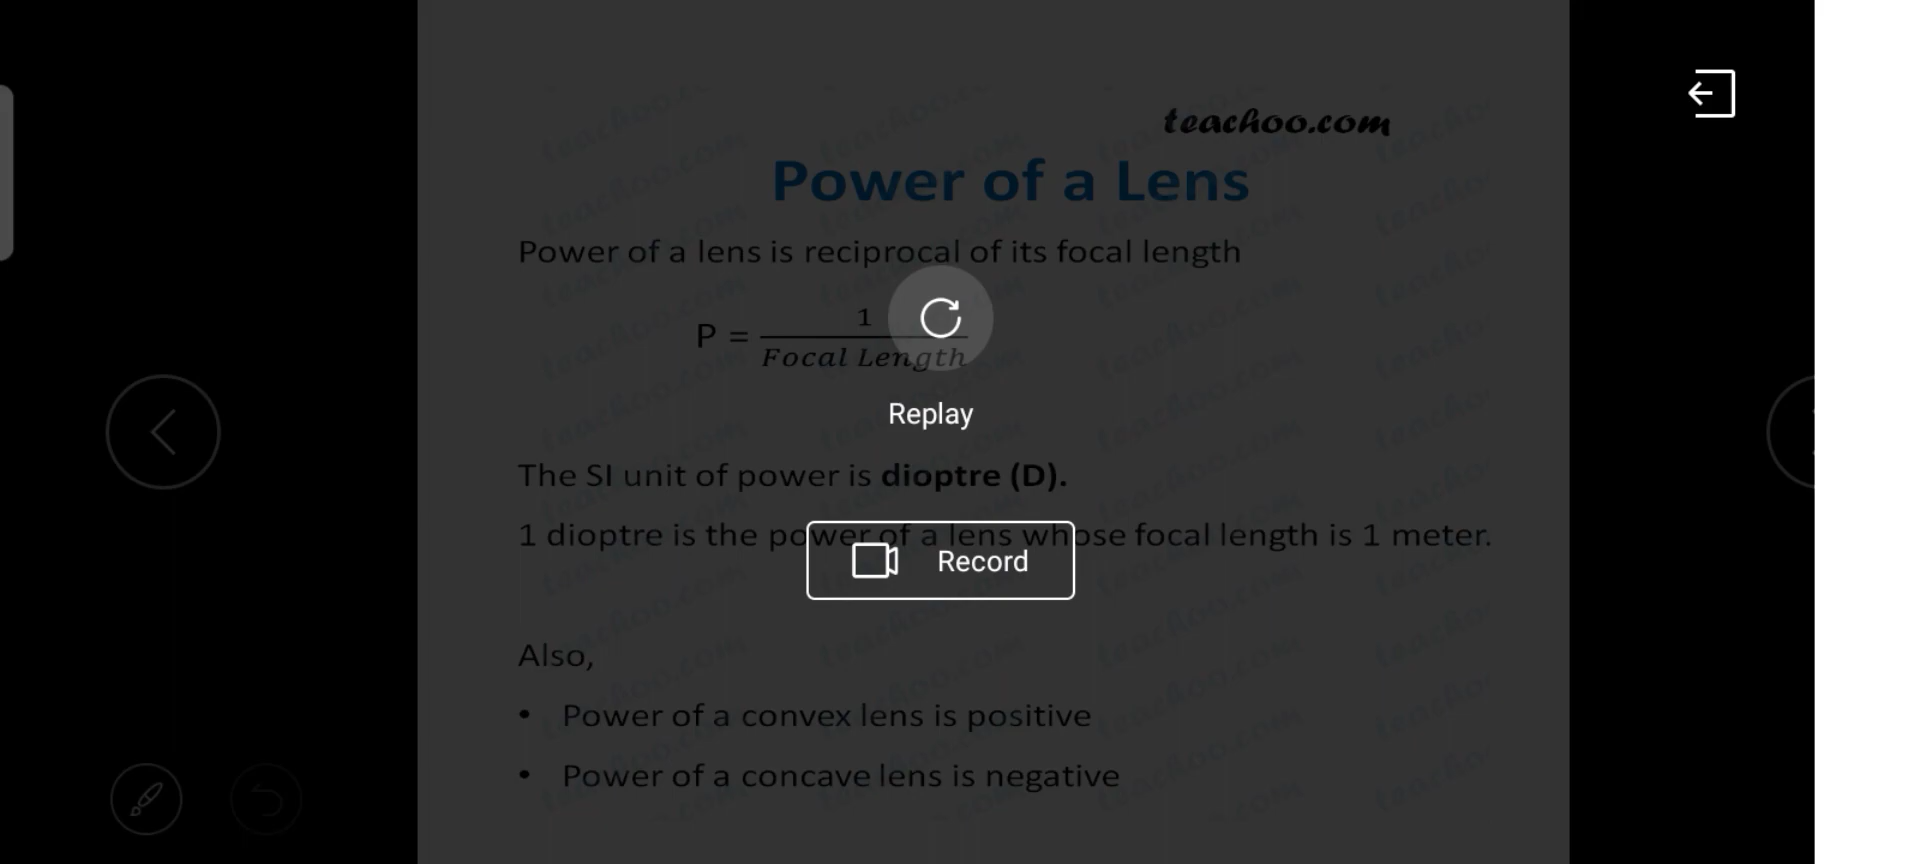 teachoo.com
Power of a Lens
Power of a lens is reciprocal of its focal length
P = 1 / Focal Length
Replay
The SI unit of power is dioptre (D).
1 dioptre is the power of a lens whose focal length is 1 meter.
Record
Also,
• Power of a convex lens is positive
• Power of a concave lens is negative